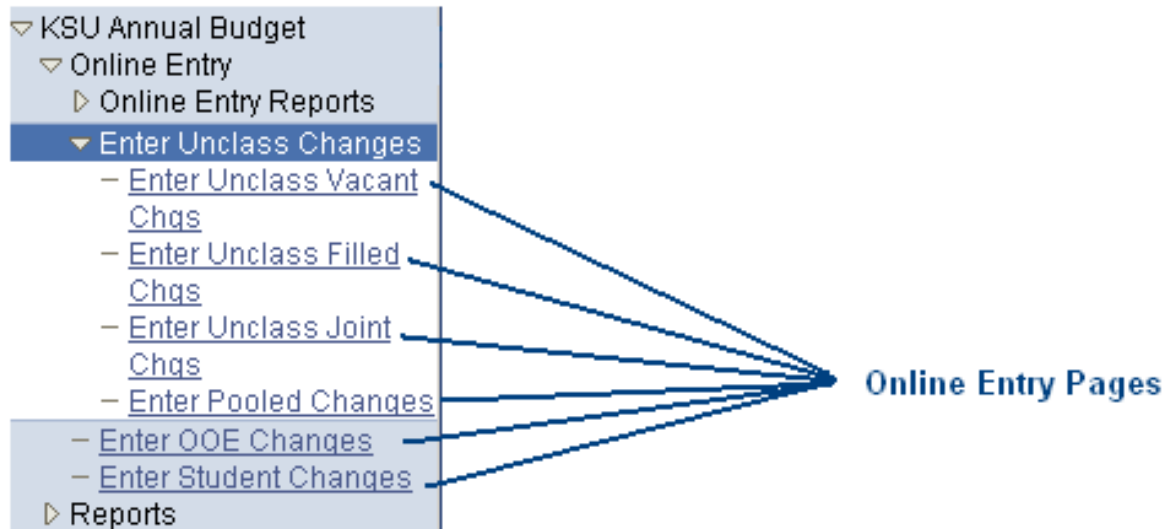 KSU Annual Budget
Online Entry
Online Entry Reports
Enter Unclass Changes
Enter Unclass Vacant
Chgs
Enter Unclass Filled
Chgs
Enter Unclass Joint
Chgs
Enter Pooled Changes
Enter OOE Changes
Enter Student Changes
Reports
Online Entry Pages